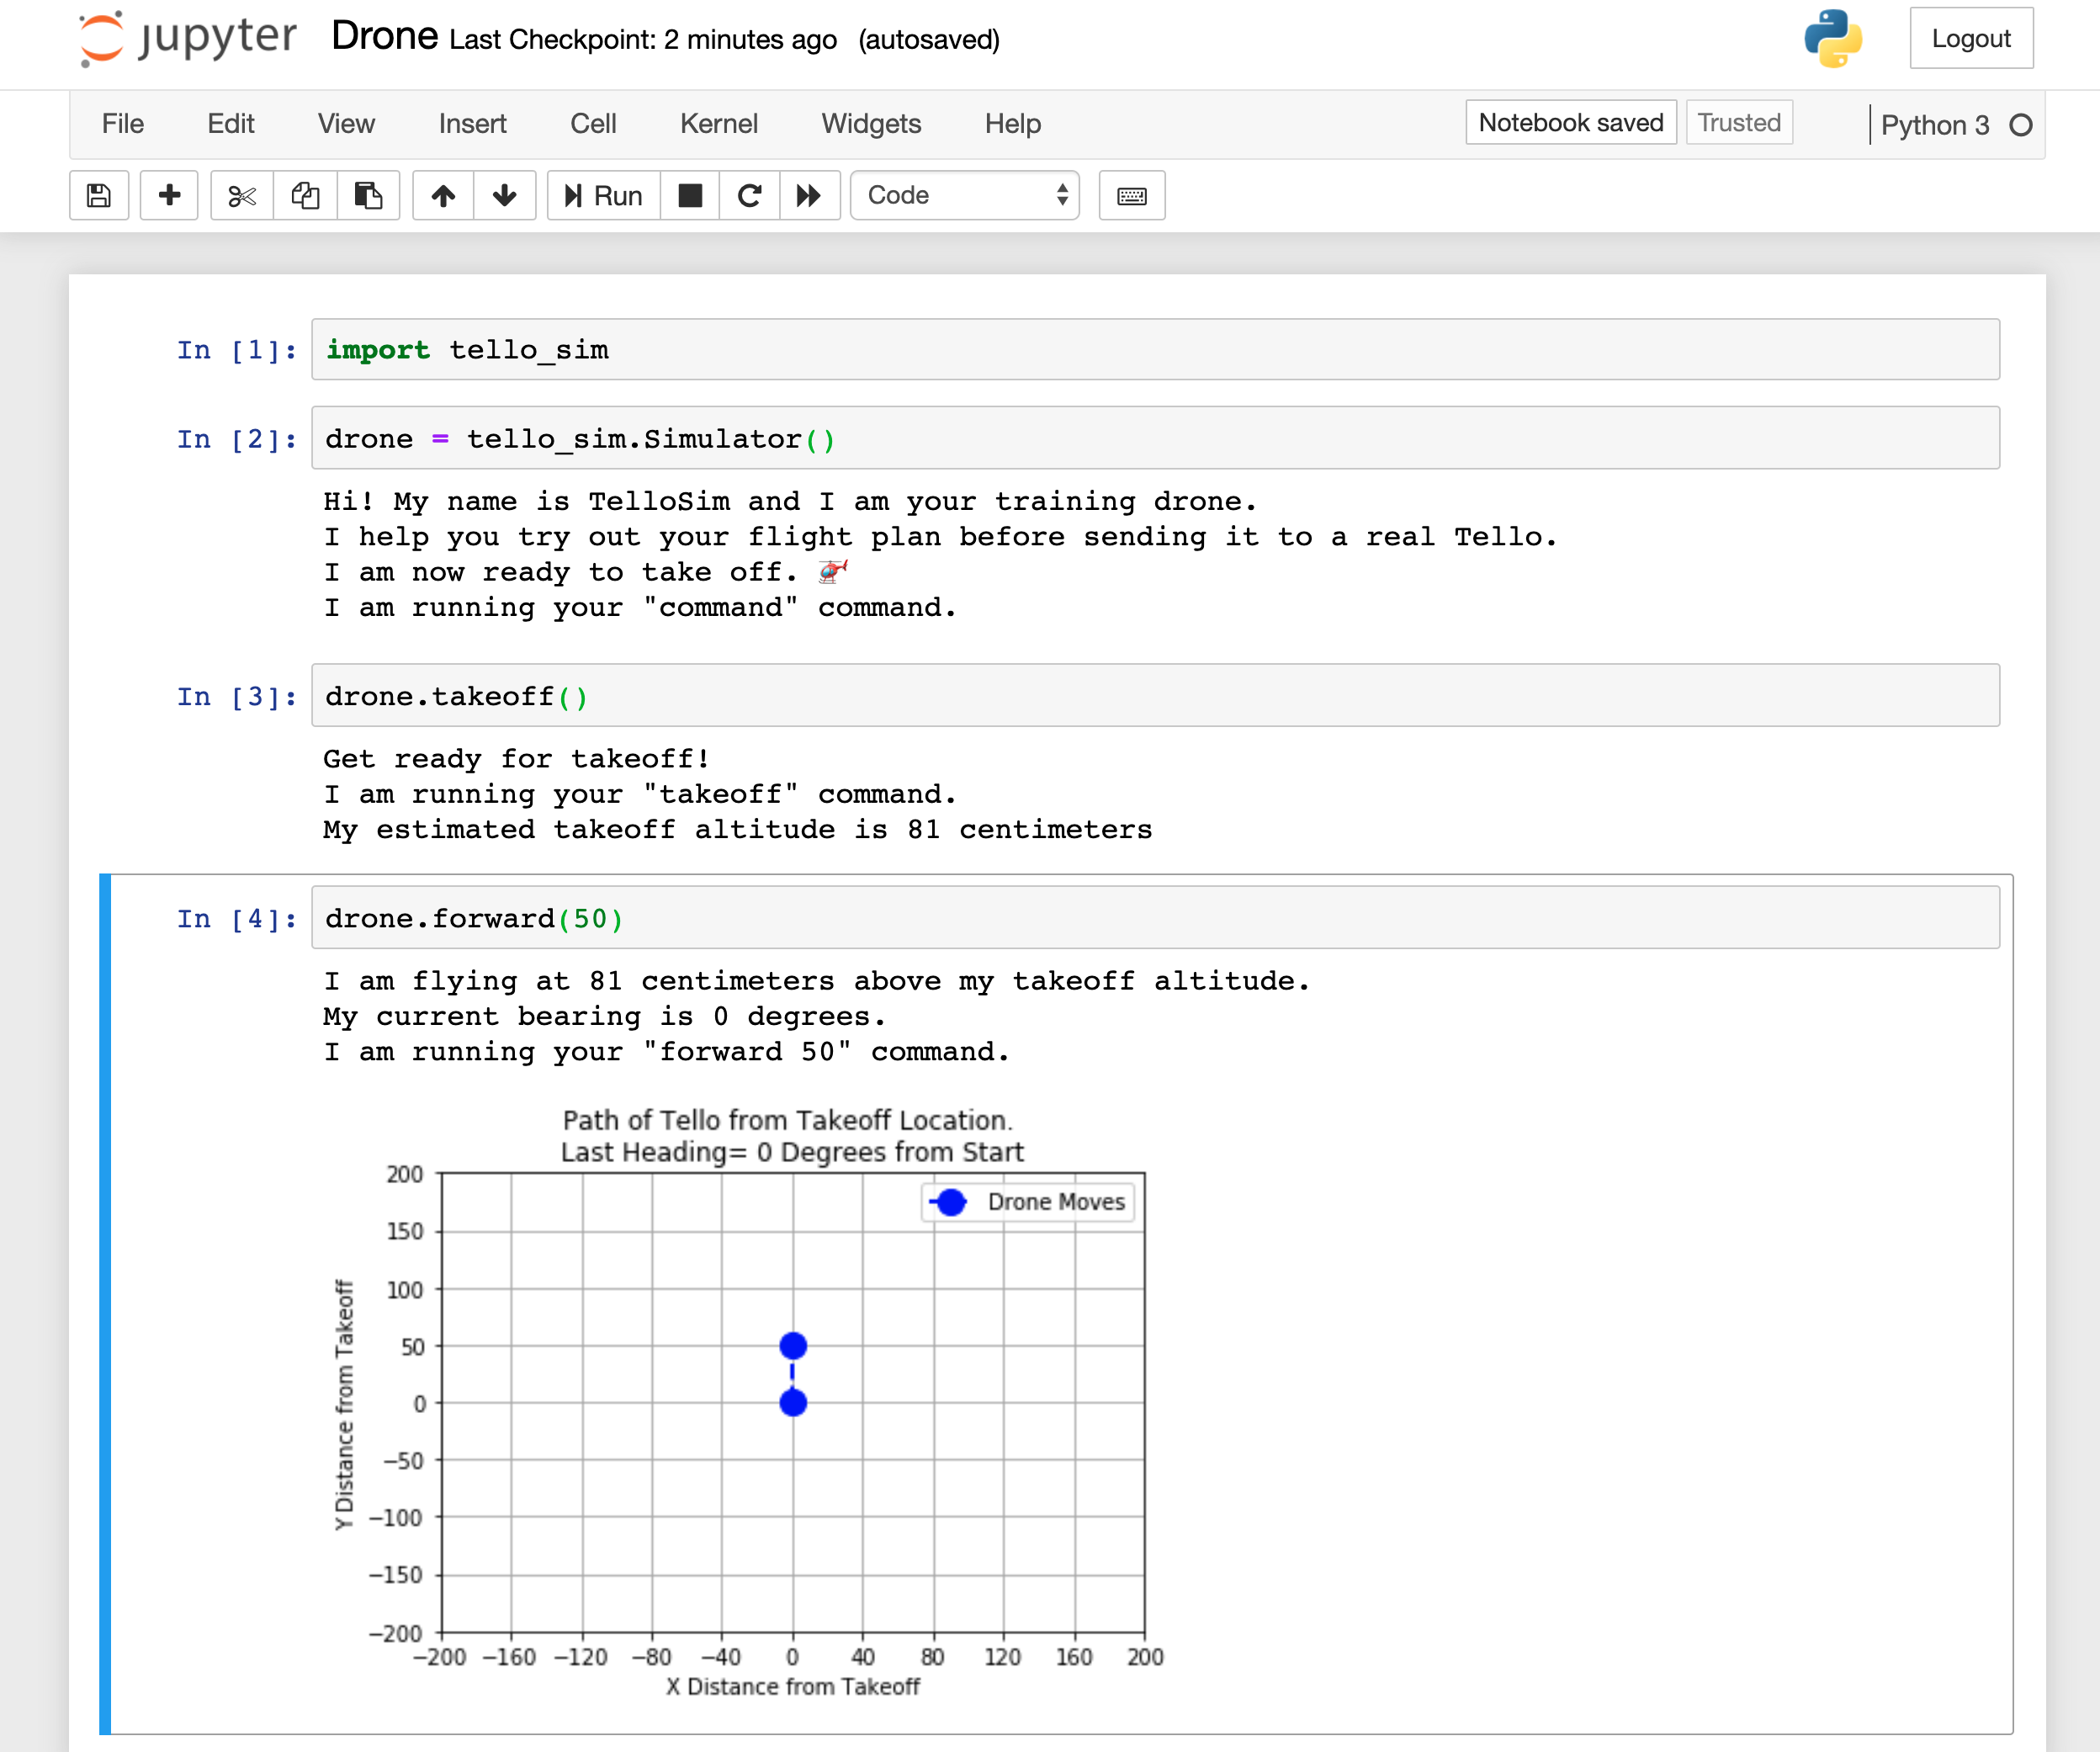 jupyter Drone Last Checkpoint: 2 minutes ago (autosaved) Logout
File Edit View Insert Cell Kernel Widgets Help Notebook saved Trusted Python 3
Run Code
In [1]: import tello_sim
In [2]: drone = tello_sim.Simulator()
Hi! My name is TelloSim and I am your training drone.
I help you try out your flight plan before sending it to a real Tello.
I am now ready to take off. 🚁
I am running your "command" command.
In [3]: drone.takeoff()
Get ready for takeoff!
I am running your "takeoff" command.
My estimated takeoff altitude is 81 centimeters
In [4]: drone.forward(50)
I am flying at 81 centimeters above my takeoff altitude.
My current bearing is 0 degrees.
I am running your "forward 50" command.
Path of Tello from Takeoff Location.
Last Heading= 0 Degrees from Start
Drone Moves
Y Distance from Takeoff
200
150
100
50
0
−50
−100
−150
−200
−200 −160 −120 −80 −40 0 40 80 120 160 200
X Distance from Takeoff